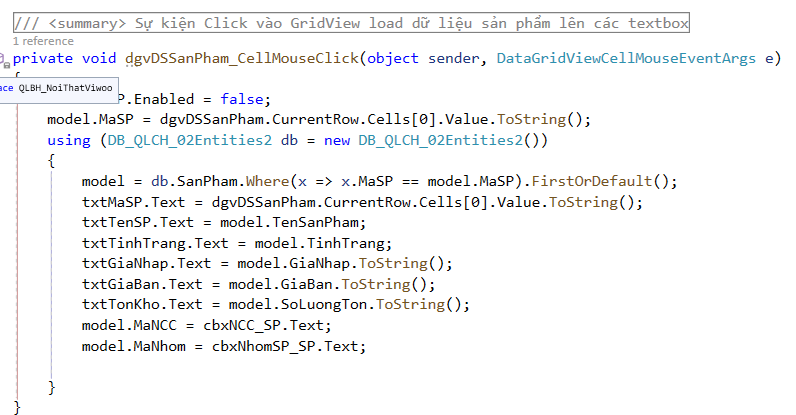 /// <summary> Sự kiện Click vào GridView load dữ liệu sản phẩm lên các textbox
1 reference
private void dgvDSSanPham_CellMouseClick(object sender, DataGridViewCellMouseEventArgs e)
{
ace QLBH_NoiThatViwoo
P.Enabled = false;
model.MaSP = dgvDSSanPham.CurrentRow.Cells[0].Value.ToString();
using (DB_QLCH_02Entities2 db = new DB_QLCH_02Entities2())
{
model = db.SanPham.Where(x => x.MaSP == model.MaSP).FirstOrDefault();
txtMaSP.Text = dgvDSSanPham.CurrentRow.Cells[0].Value.ToString();
txtTenSP.Text = model.TenSanPham;
txtTinhTrang.Text = model.TinhTrang;
txtGiaNhap.Text = model.GiaNhap.ToString();
txtGiaBan.Text = model.GiaBan.ToString();
txtTonKho.Text = model.SoLuongTon.ToString();
model.MaNCC = cbxNCC_SP.Text;
model.MaNhom = cbxNhomSP_SP.Text;
}
}